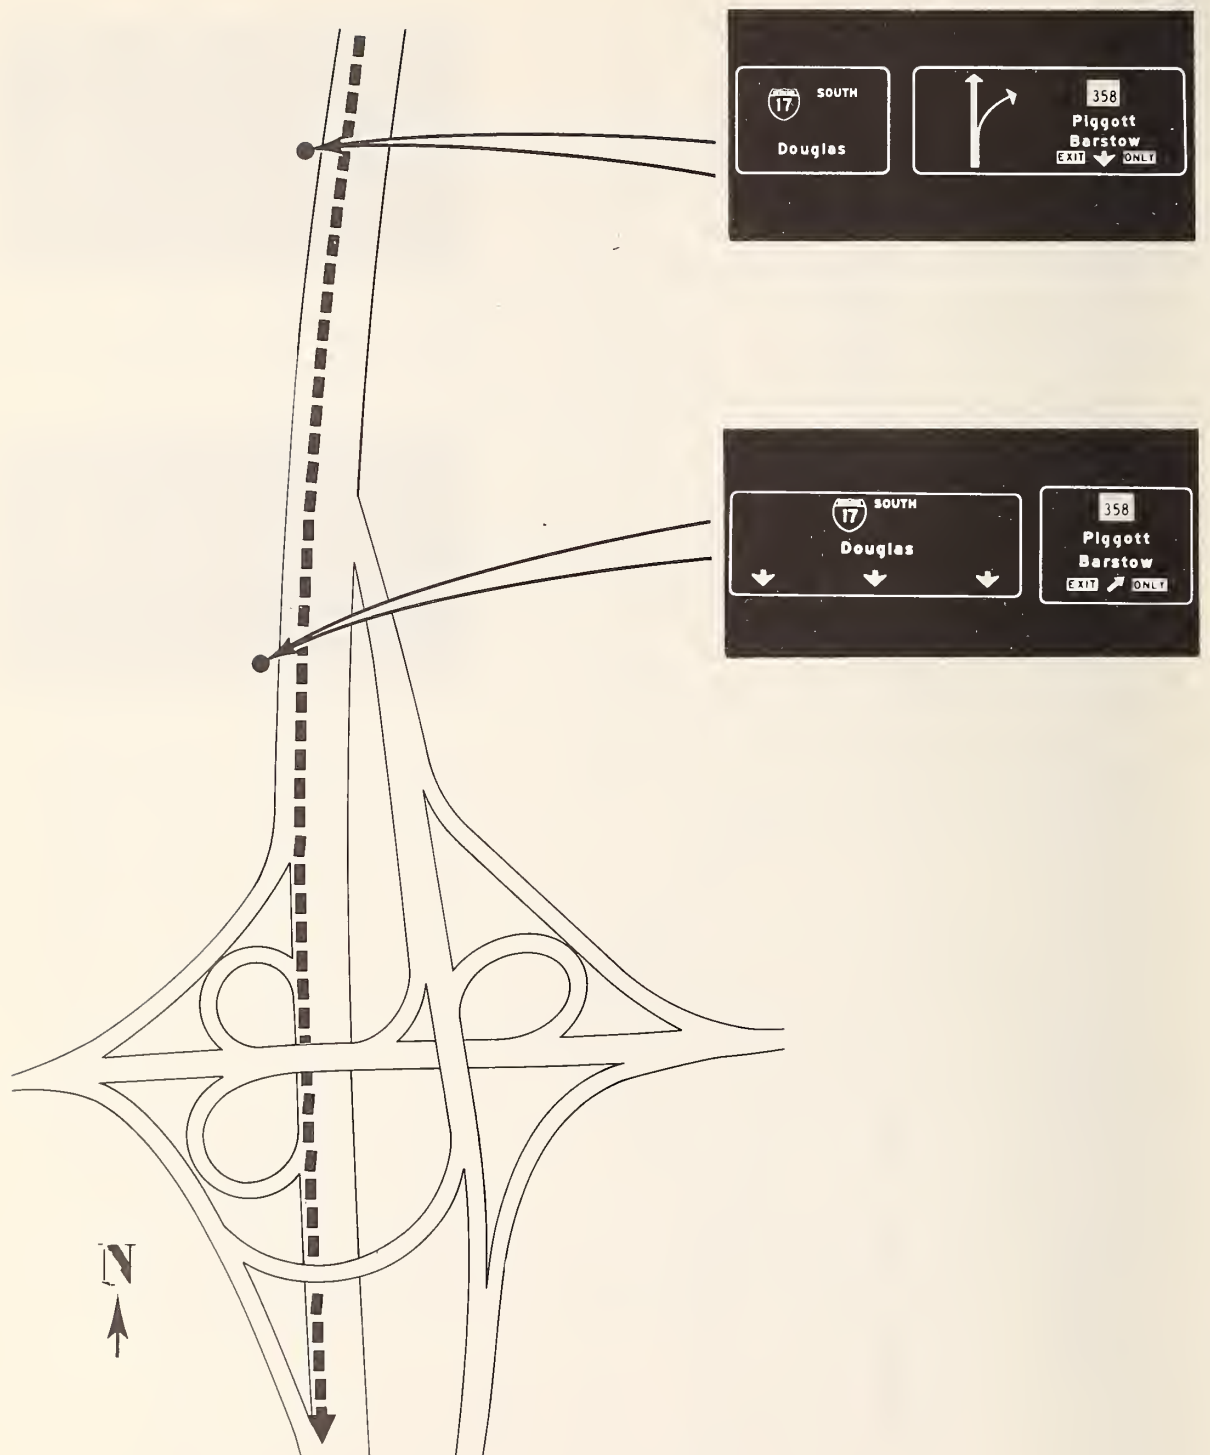 17 SOUTH
Douglas
358
Piggott
Barstow
EXIT ONLY
17 SOUTH
Douglas
358
Piggott
Barstow
EXIT ONLY
N